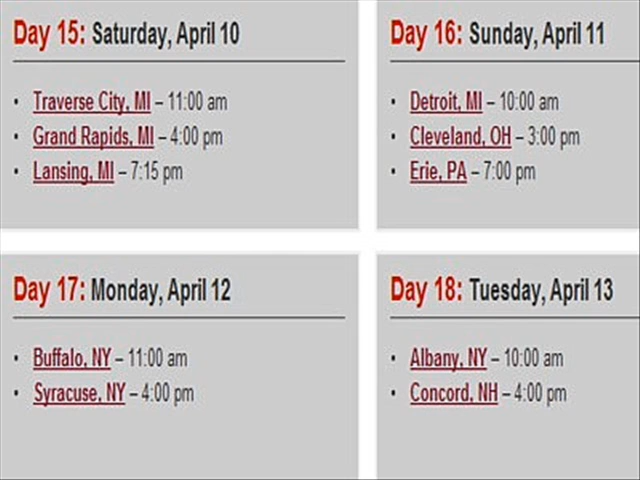 Day 15: Saturday, April 10
• Traverse City, MI – 11:00 am
• Grand Rapids, MI – 4:00 pm
• Lansing, MI – 7:15 pm
Day 16: Sunday, April 11
• Detroit, MI – 10:00 am
• Cleveland, OH – 3:00 pm
• Erie, PA – 7:00 pm
Day 17: Monday, April 12
• Buffalo, NY – 11:00 am
• Syracuse, NY – 4:00 pm
Day 18: Tuesday, April 13
• Albany, NY – 10:00 am
• Concord, NH – 4:00 pm